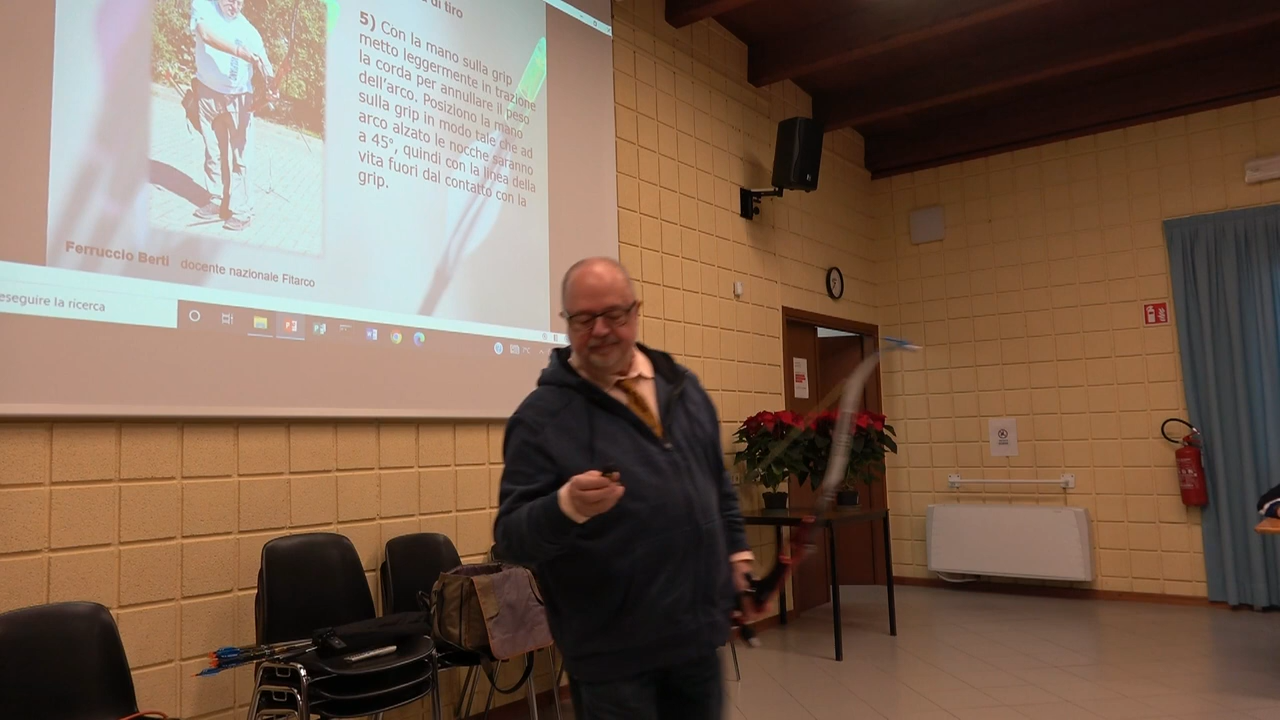 di tiro
5) Con la mano sulla grip
metto leggermente in trazione
la corda per annullare il peso
dell'arco. Posiziono la mano
sulla grip in modo tale che ad
arco alzato le nocche saranno
a 45°, quindi con la linea della
vita fuori dal contatto con la
grip.
Ferruccio Berti docente nazionale Fitarco
eseguire la ricerca